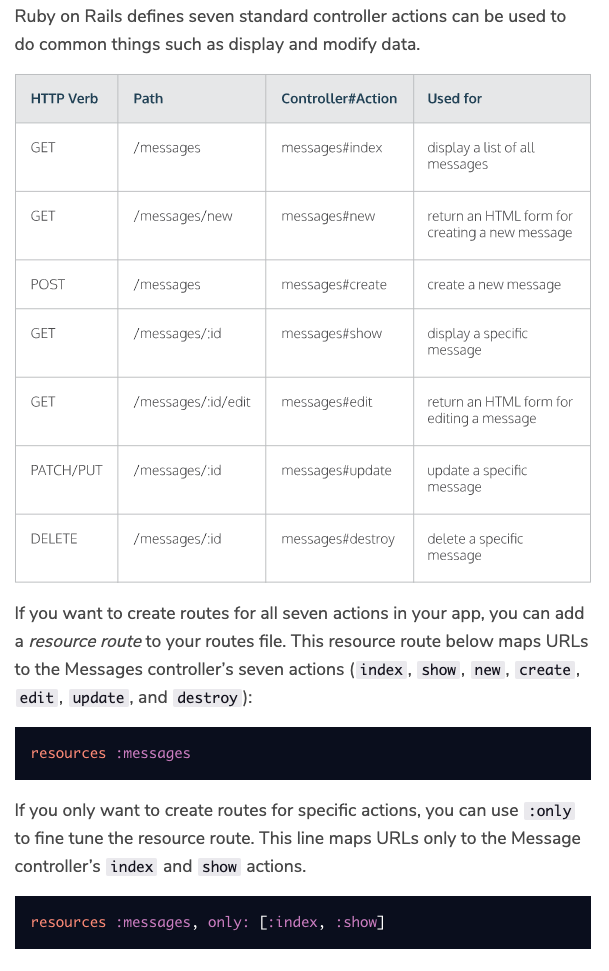 Ruby on Rails defines seven standard controller actions can be used to
do common things such as display and modify data.
HTTP Verb Path Controller#Action Used for
GET /messages messages#index display a list of all
messages
GET /messages/new messages#new return an HTML form for
creating a new message
POST /messages messages#create create a new message
GET /messages/:id messages#show display a specific
message
GET /messages/:id/edit messages#edit return an HTML form for
editing a message
PATCH/PUT /messages/:id messages#update update a specific
message
DELETE /messages/:id messages#destroy delete a specific
message
If you want to create routes for all seven actions in your app, you can add
a resource route to your routes file. This resource route below maps URLs
to the Messages controller’s seven actions ( index , show , new , create ,
edit , update , and destroy ):
resources :messages
If you only want to create routes for specific actions, you can use :only
to fine tune the resource route. This line maps URLs only to the Message
controller’s index and show actions.
resources :messages, only: [:index, :show]